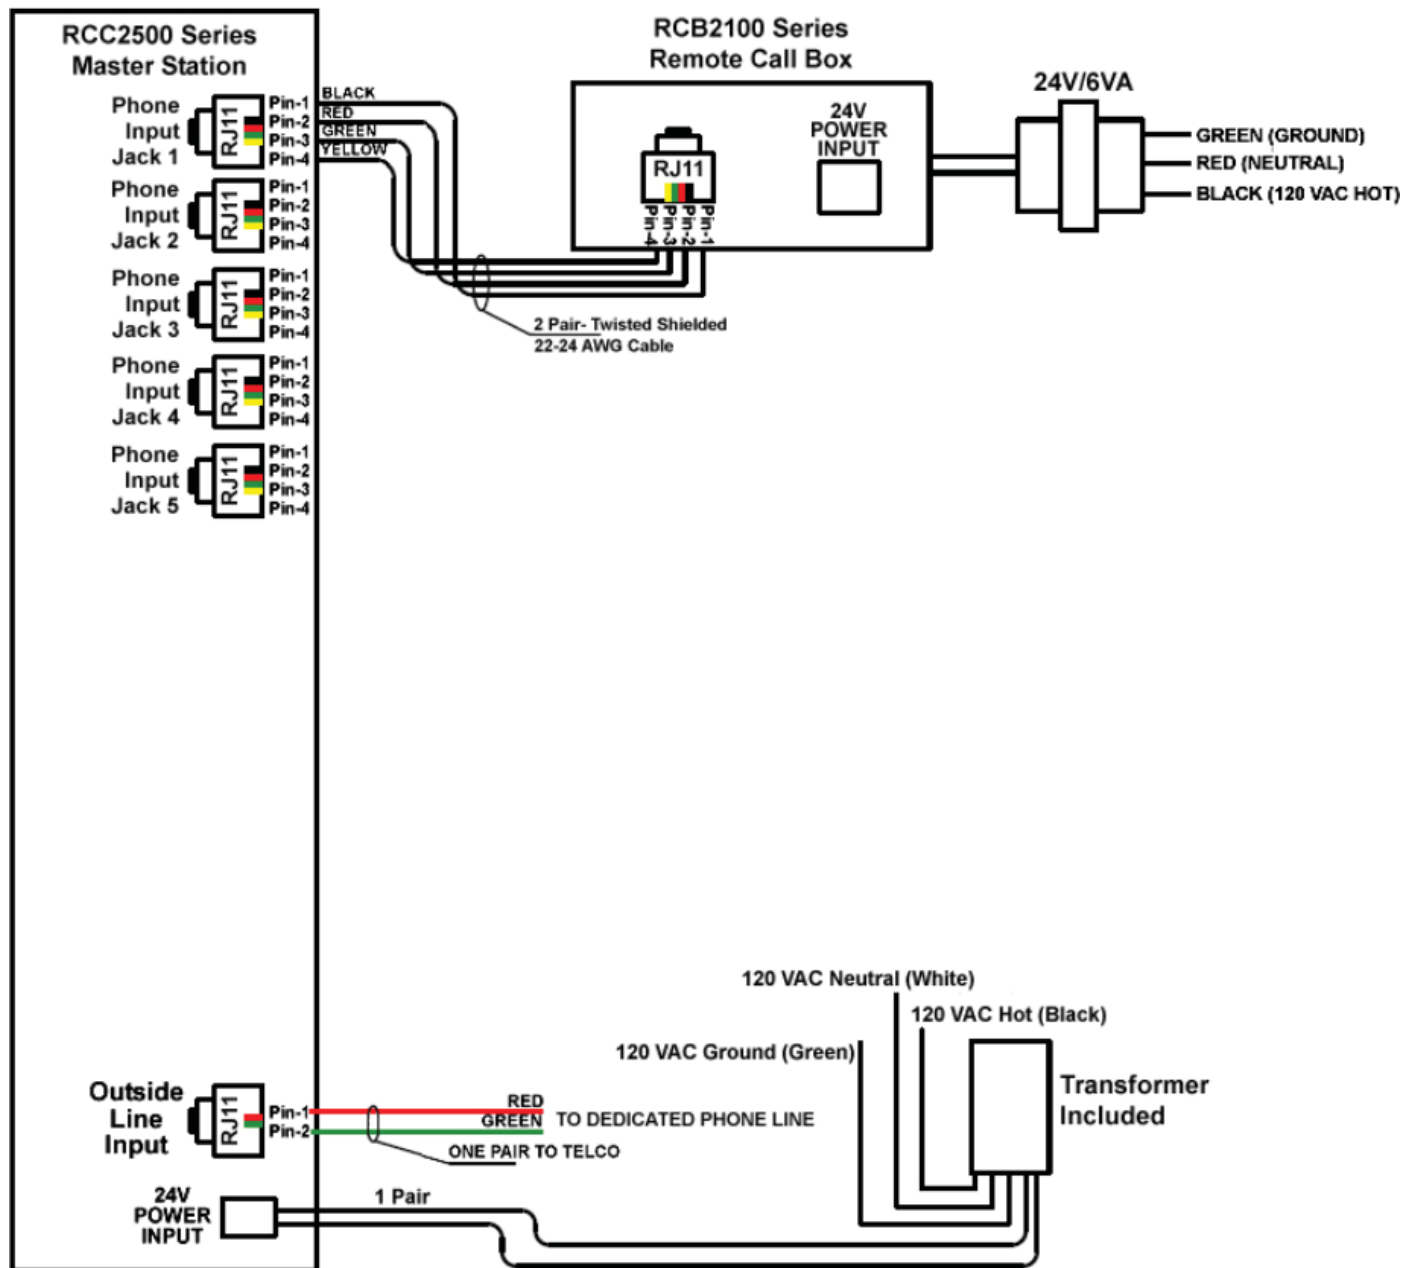 RCC2500 Series
Master Station
Phone
Input
Jack 1
RJ11
Pin-1
Pin-2
Pin-3
Pin-4
BLACK
RED
GREEN
YELLOW
Phone
Input
Jack 2
RJ11
Pin-1
Pin-2
Pin-3
Pin-4
Phone
Input
Jack 3
RJ11
Pin-1
Pin-2
Pin-3
Pin-4
Phone
Input
Jack 4
RJ11
Pin-1
Pin-2
Pin-3
Pin-4
Phone
Input
Jack 5
RJ11
Pin-1
Pin-2
Pin-3
Pin-4
RCB2100 Series
Remote Call Box
RJ11
Pin-4
Pin-3
Pin-2
Pin-1
24V
POWER
INPUT
24V/6VA
GREEN (GROUND)
RED (NEUTRAL)
BLACK (120 VAC HOT)
2 Pair- Twisted Shielded
22-24 AWG Cable
120 VAC Neutral (White)
120 VAC Hot (Black)
120 VAC Ground (Green)
Transformer
Included
Outside
Line
Input
RJ11
Pin-1
Pin-2
RED
GREEN
TO DEDICATED PHONE LINE
ONE PAIR TO TELCO
24V
POWER
INPUT
1 Pair